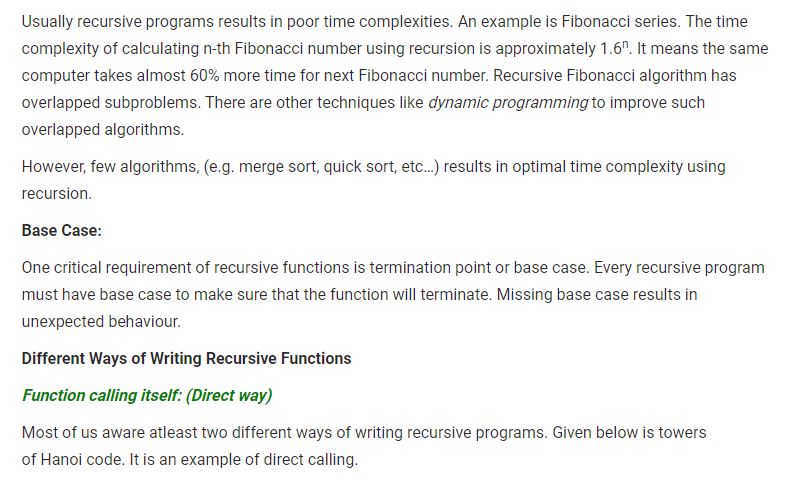 Usually recursive programs results in poor time complexities. An example is Fibonacci series. The time
complexity of calculating n-th Fibonacci number using recursion is approximately 1.6ⁿ. It means the same
computer takes almost 60% more time for next Fibonacci number. Recursive Fibonacci algorithm has
overlapped subproblems. There are other techniques like dynamic programming to improve such
overlapped algorithms.
However, few algorithms, (e.g. merge sort, quick sort, etc…) results in optimal time complexity using
recursion.
Base Case:
One critical requirement of recursive functions is termination point or base case. Every recursive program
must have base case to make sure that the function will terminate. Missing base case results in
unexpected behaviour.
Different Ways of Writing Recursive Functions
Function calling itself: (Direct way)
Most of us aware atleast two different ways of writing recursive programs. Given below is towers
of Hanoi code. It is an example of direct calling.